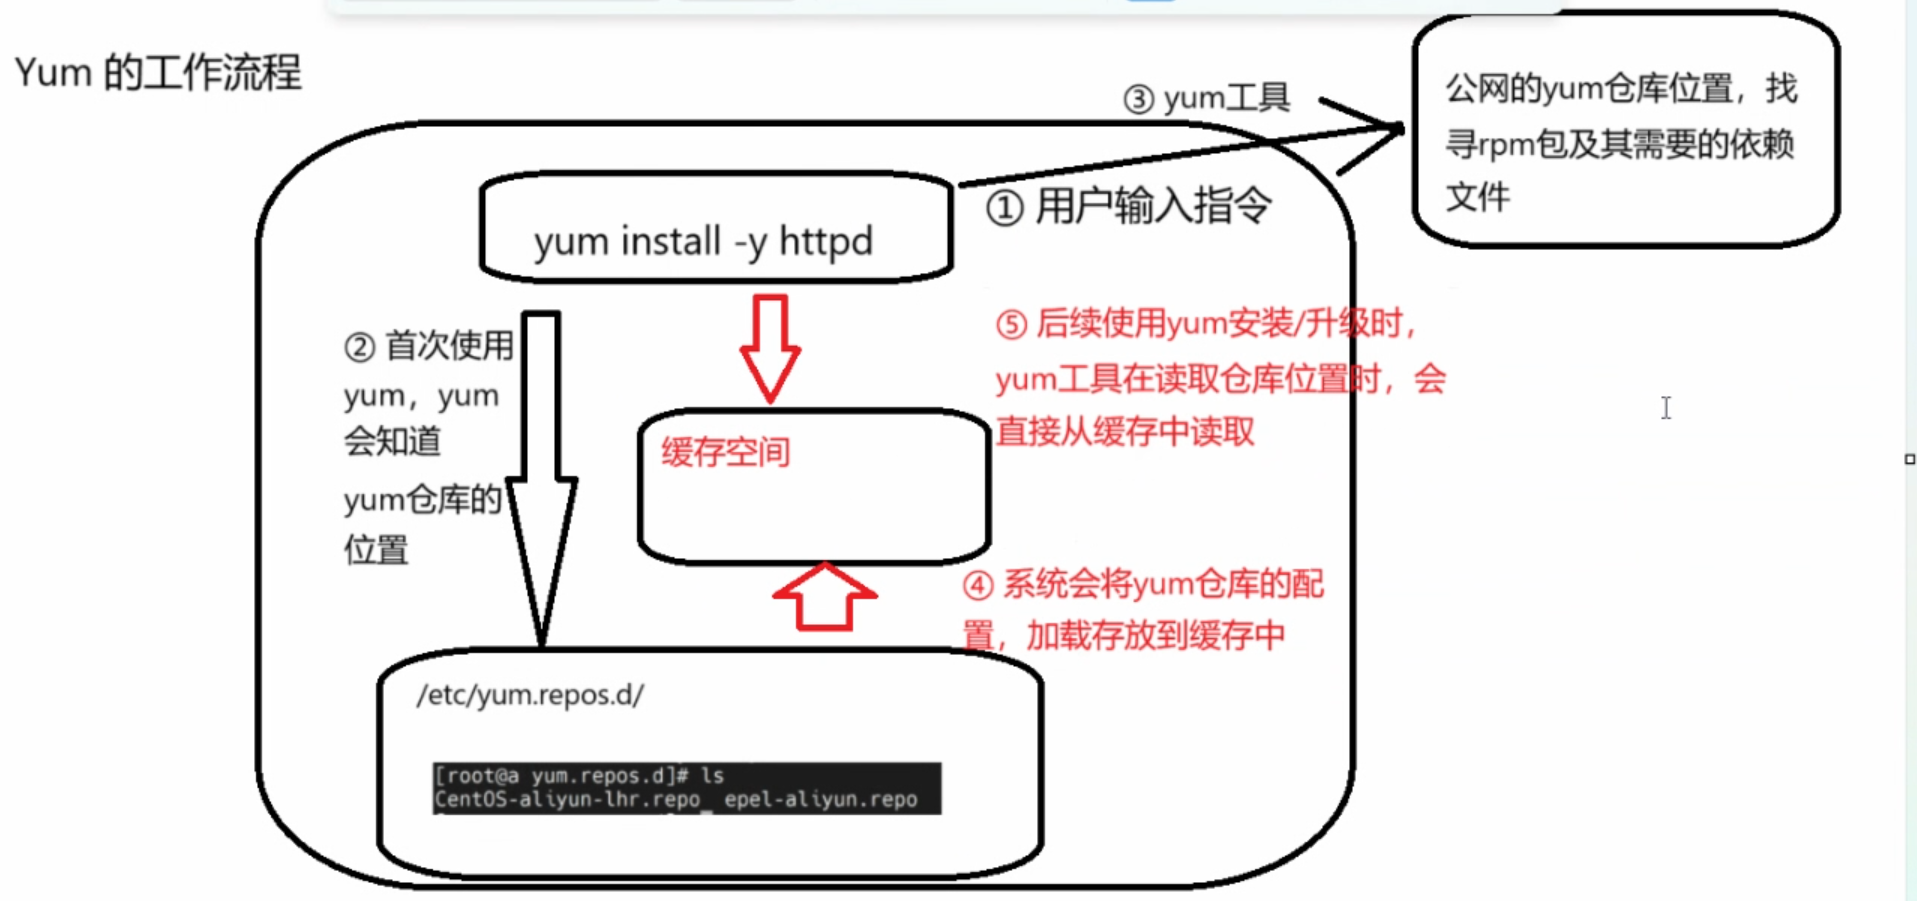 Yum 的工作流程
③ yum工具
公网的yum仓库位置，找
寻rpm包及其需要的依赖
文件
yum install -y httpd
① 用户输入指令
② 首次使用
yum，yum
会知道
yum仓库的
位置
⑤ 后续使用yum安装/升级时，
yum工具在读取仓库位置时，会
直接从缓存中读取
缓存空间
④ 系统会将yum仓库的配
置，加载存放到缓存中
/etc/yum.repos.d/
[root@a yum.repos.d]# ls
CentOS-aliyun-lhr.repo  epel-aliyun.repo